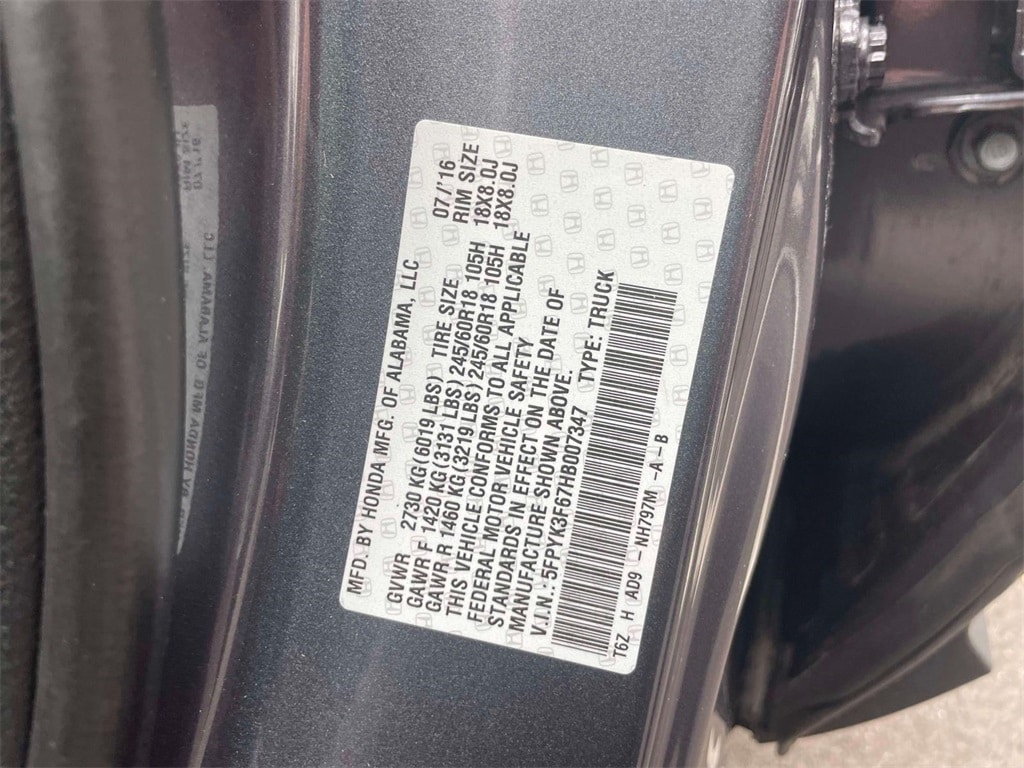 MFD. BY HONDA MFG. OF ALABAMA, LLC 07/'16
GVWR 2730 KG (6019 LBS) TIRE SIZE RIM SIZE
GAWR F 1420 KG (3131 LBS) 245/60R18 105H 18X8.0J
GAWR R 1460 KG (3219 LBS) 245/60R18 105H 18X8.0J
THIS VEHICLE CONFORMS TO ALL APPLICABLE
FEDERAL MOTOR VEHICLE SAFETY
STANDARDS IN EFFECT ON THE DATE OF
MANUFACTURE SHOWN ABOVE.
V.I.N.: 5FPYK3F67HB007347 TYPE: TRUCK
T6Z H AD9 NH797M -A-B